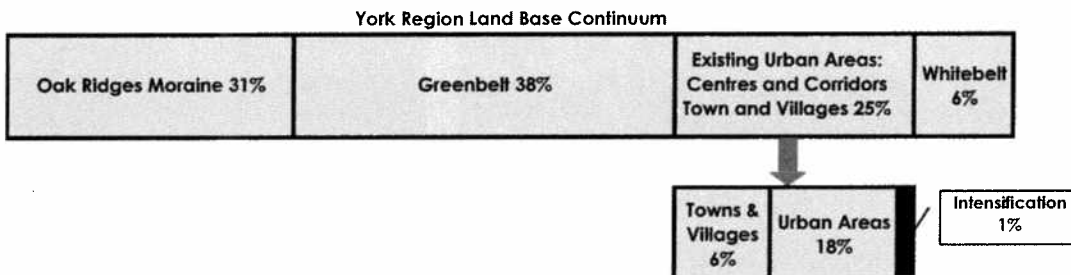 York Region Land Base Continuum
Oak Ridges Moraine 31%
Greenbelt 38%
Existing Urban Areas:
Centres and Corridors
Town and Villages 25%
Whitebelt
6%
Towns &
Villages
6%
Urban Areas
18%
Intensification
1%